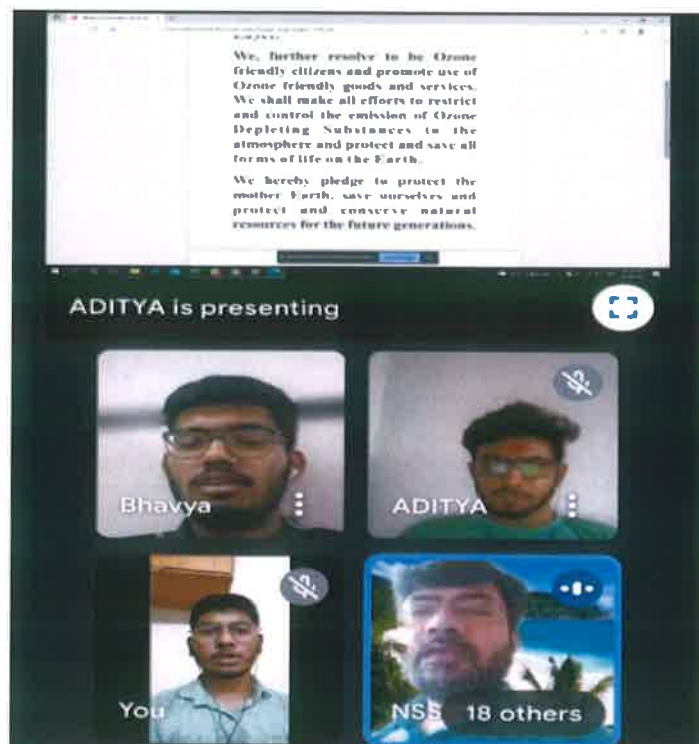 We, further resolve to be Ozone
friendly citizens and promote use of
Ozone friendly goods and services.
We shall make all efforts to restrict
and control the emission of Ozone
Depleting Substances to the
atmosphere and protect and save all
forms of life on the Earth.
We hereby pledge to protect the
mother Earth, save ourselves and
protect and conserve natural
resources for the future generations.
ADITYA is presenting
Bhavya
ADITYA
You
NSS 18 others